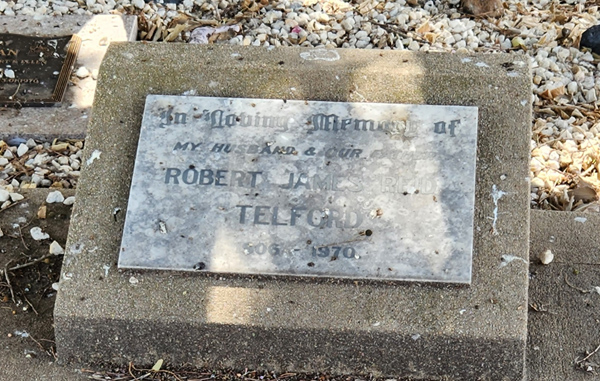 In Loving Memory of
MY HUSBAND & OUR
ROBERT JAMES
TELFORD
1970